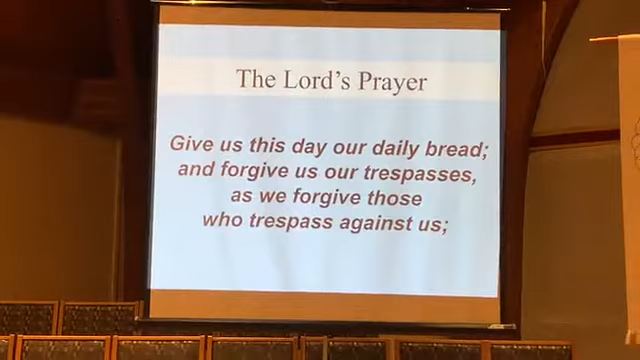 The Lord's Prayer
Give us this day our daily bread;
and forgive us our trespasses,
as we forgive those
who trespass against us;